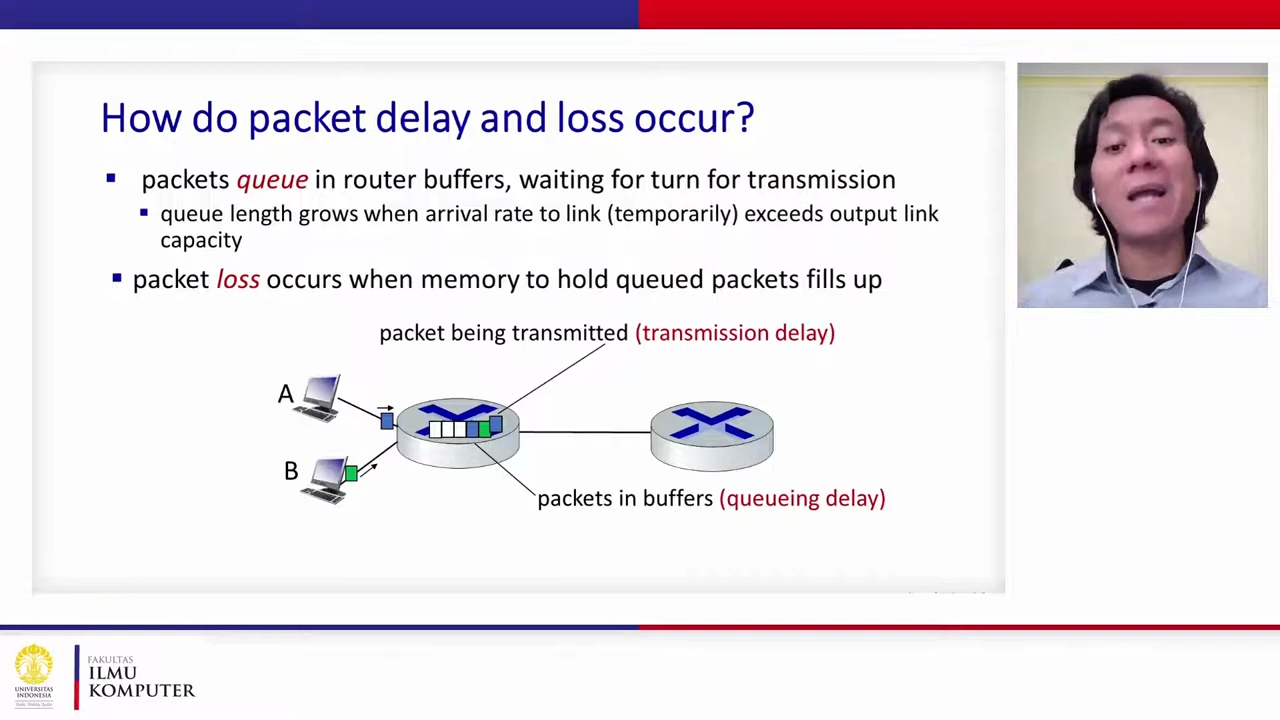 How do packet delay and loss occur?
packets queue in router buffers, waiting for turn for transmission
queue length grows when arrival rate to link (temporarily) exceeds output link
capacity
packet loss occurs when memory to hold queued packets fills up
packet being transmitted (transmission delay)
A
B
packets in buffers (queueing delay)
UNIVERSITAS
INDONESIA
FAKULTAS
ILMU
KOMPUTER